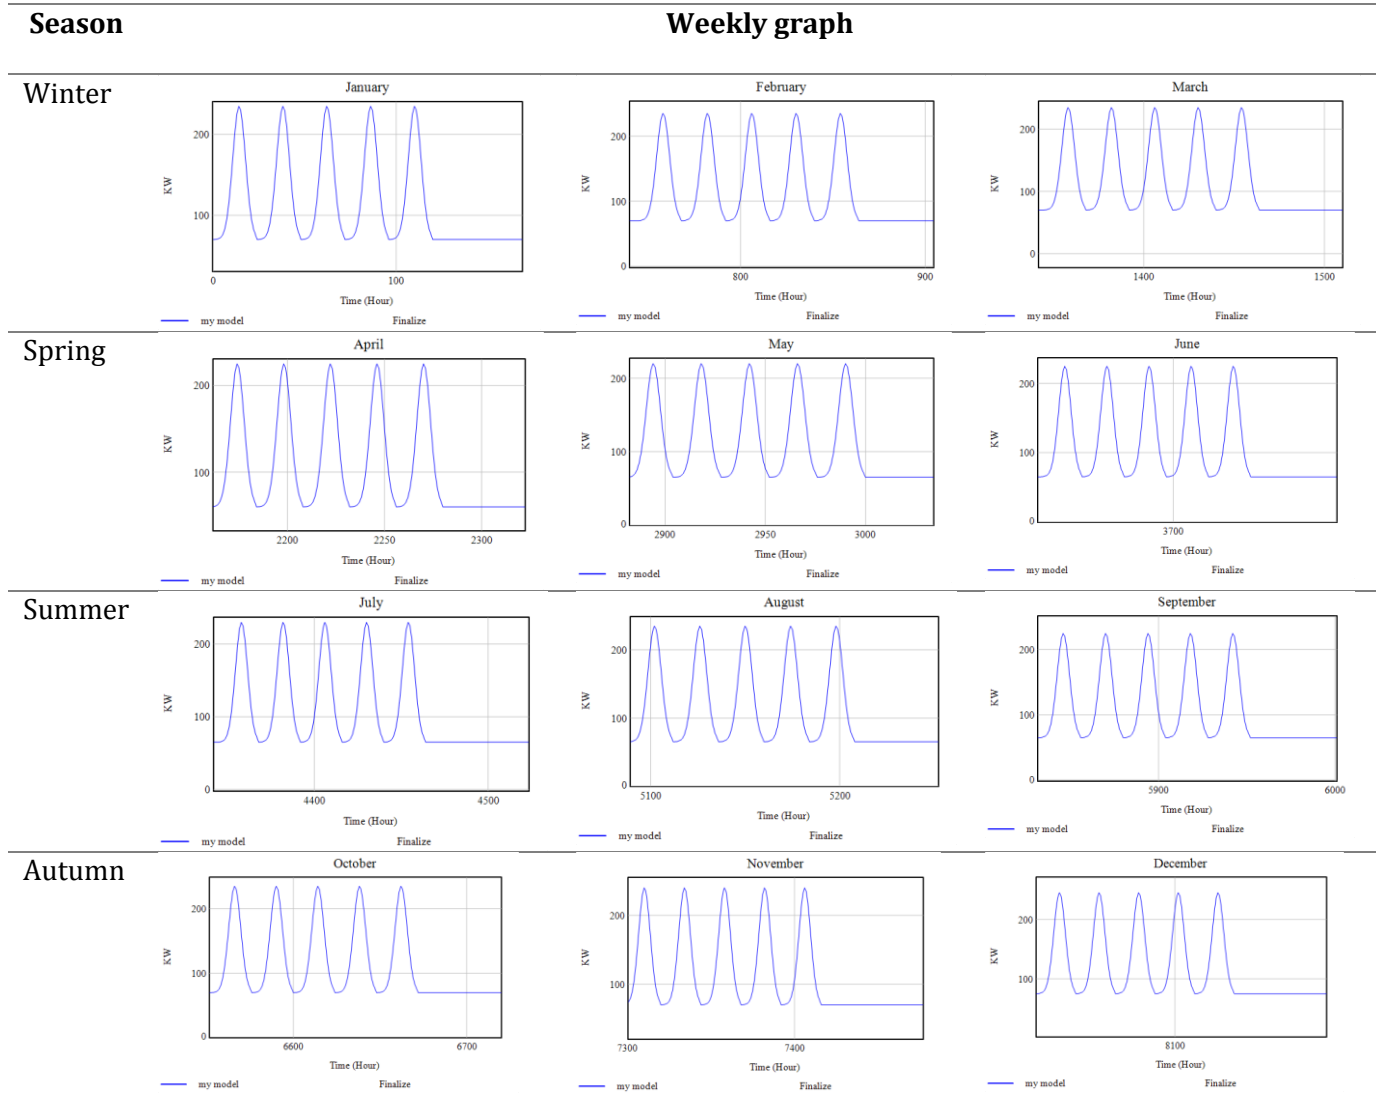 Season Weekly graph
Winter
January
200
100
KW
0 100
Time (Hour)
my model Finalize
February
200
100
0
KW
800 900
Time (Hour)
my model Finalize
March
200
100
0
KW
1400 1500
Time (Hour)
my model Finalize
Spring
April
200
100
KW
2200 2250 2300
Time (Hour)
my model Finalize
May
200
100
0
KW
2900 2950 3000
Time (Hour)
my model Finalize
June
200
100
0
KW
3700
Time (Hour)
my model Finalize
Summer
July
200
100
0
KW
4400 4500
Time (Hour)
my model Finalize
August
200
100
0
KW
5100 5200
Time (Hour)
my model Finalize
September
200
100
0
KW
5900 6000
Time (Hour)
my model Finalize
Autumn
October
200
100
0
KW
6600 6700
Time (Hour)
my model Finalize
November
200
100
KW
7300 7400
Time (Hour)
my model Finalize
December
200
100
KW
8100
Time (Hour)
my model Finalize